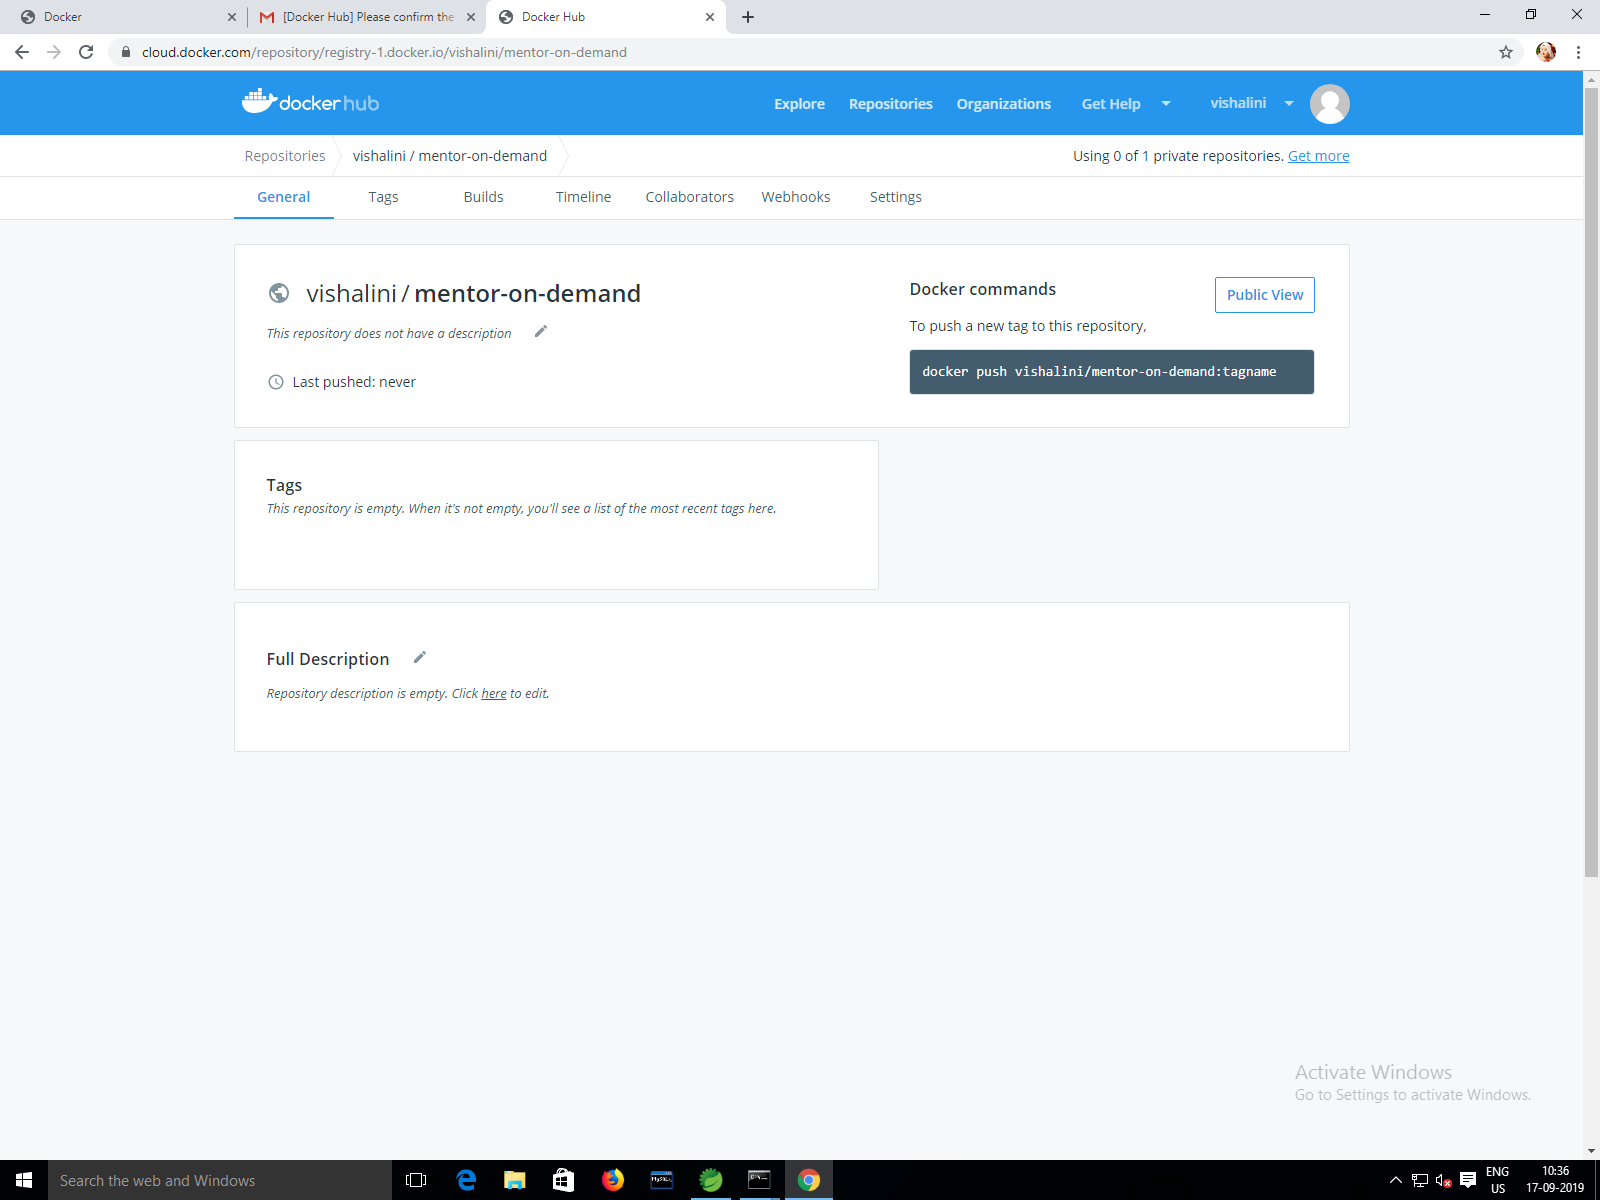 Docker
[Docker Hub] Please confirm the
Docker Hub
cloud.docker.com/repository/registry-1.docker.io/vishalini/mentor-on-demand
docker hub
Explore
Repositories
Organizations
Get Help
vishalini
Repositories
vishalini / mentor-on-demand
Using 0 of 1 private repositories. Get more
General
Tags
Builds
Timeline
Collaborators
Webhooks
Settings
vishalini / mentor-on-demand
This repository does not have a description
Last pushed: never
Docker commands
Public View
To push a new tag to this repository,
docker push vishalini/mentor-on-demand:tagname
Tags
This repository is empty. When it's not empty, you'll see a list of the most recent tags here.
Full Description
Repository description is empty. Click here to edit.
Activate Windows
Go to Settings to activate Windows.
Search the web and Windows
MySQL
ENG
US
10:36
17-09-2019